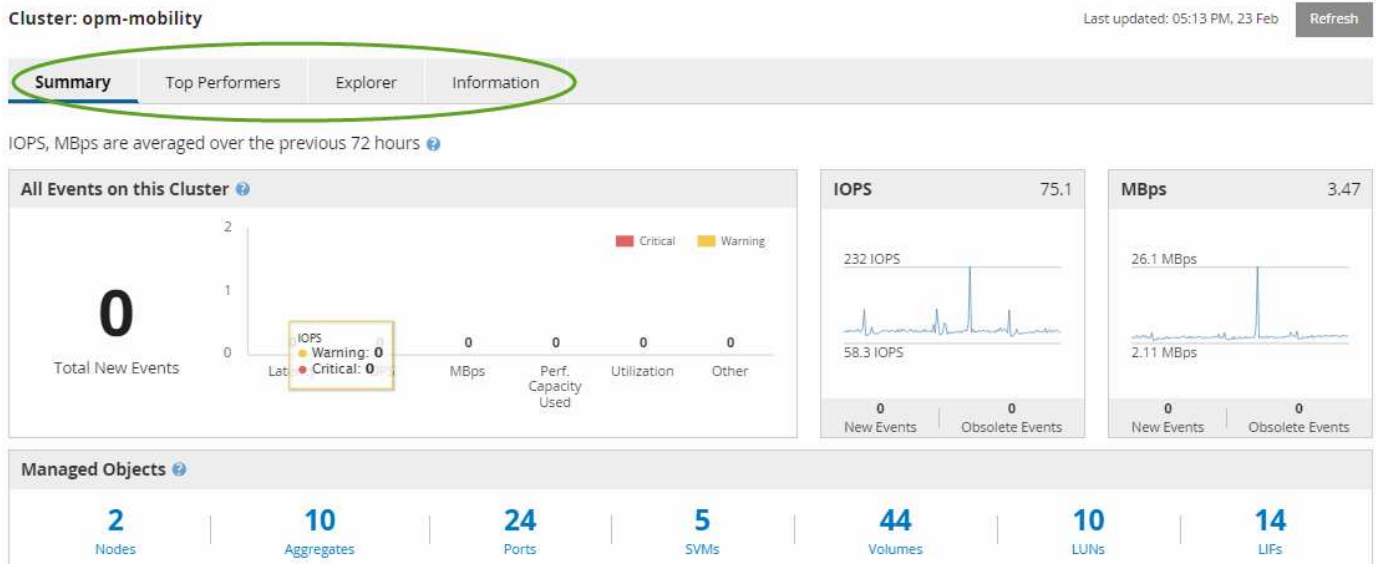 Cluster: opm-mobility
Last updated: 05:13 PM, 23 Feb
Refresh
Summary
Top Performers
Explorer
Information
IOPS, MBps are averaged over the previous 72 hours
All Events on this Cluster
0
Total New Events
2
1
0
Critical
Warning
IOPS
Warning: 0
Critical: 0
0
0
0
0
MBps
Perf.
Capacity
Used
Utilization
Other
IOPS 75.1
232 IOPS
58.3 IOPS
0 0
New Events Obsolete Events
MBps 3.47
26.1 MBps
2.11 MBps
0 0
New Events Obsolete Events
Managed Objects
2 10 24 5 44 10 14
Nodes Aggregates Ports SVMs Volumes LUNs LIFs